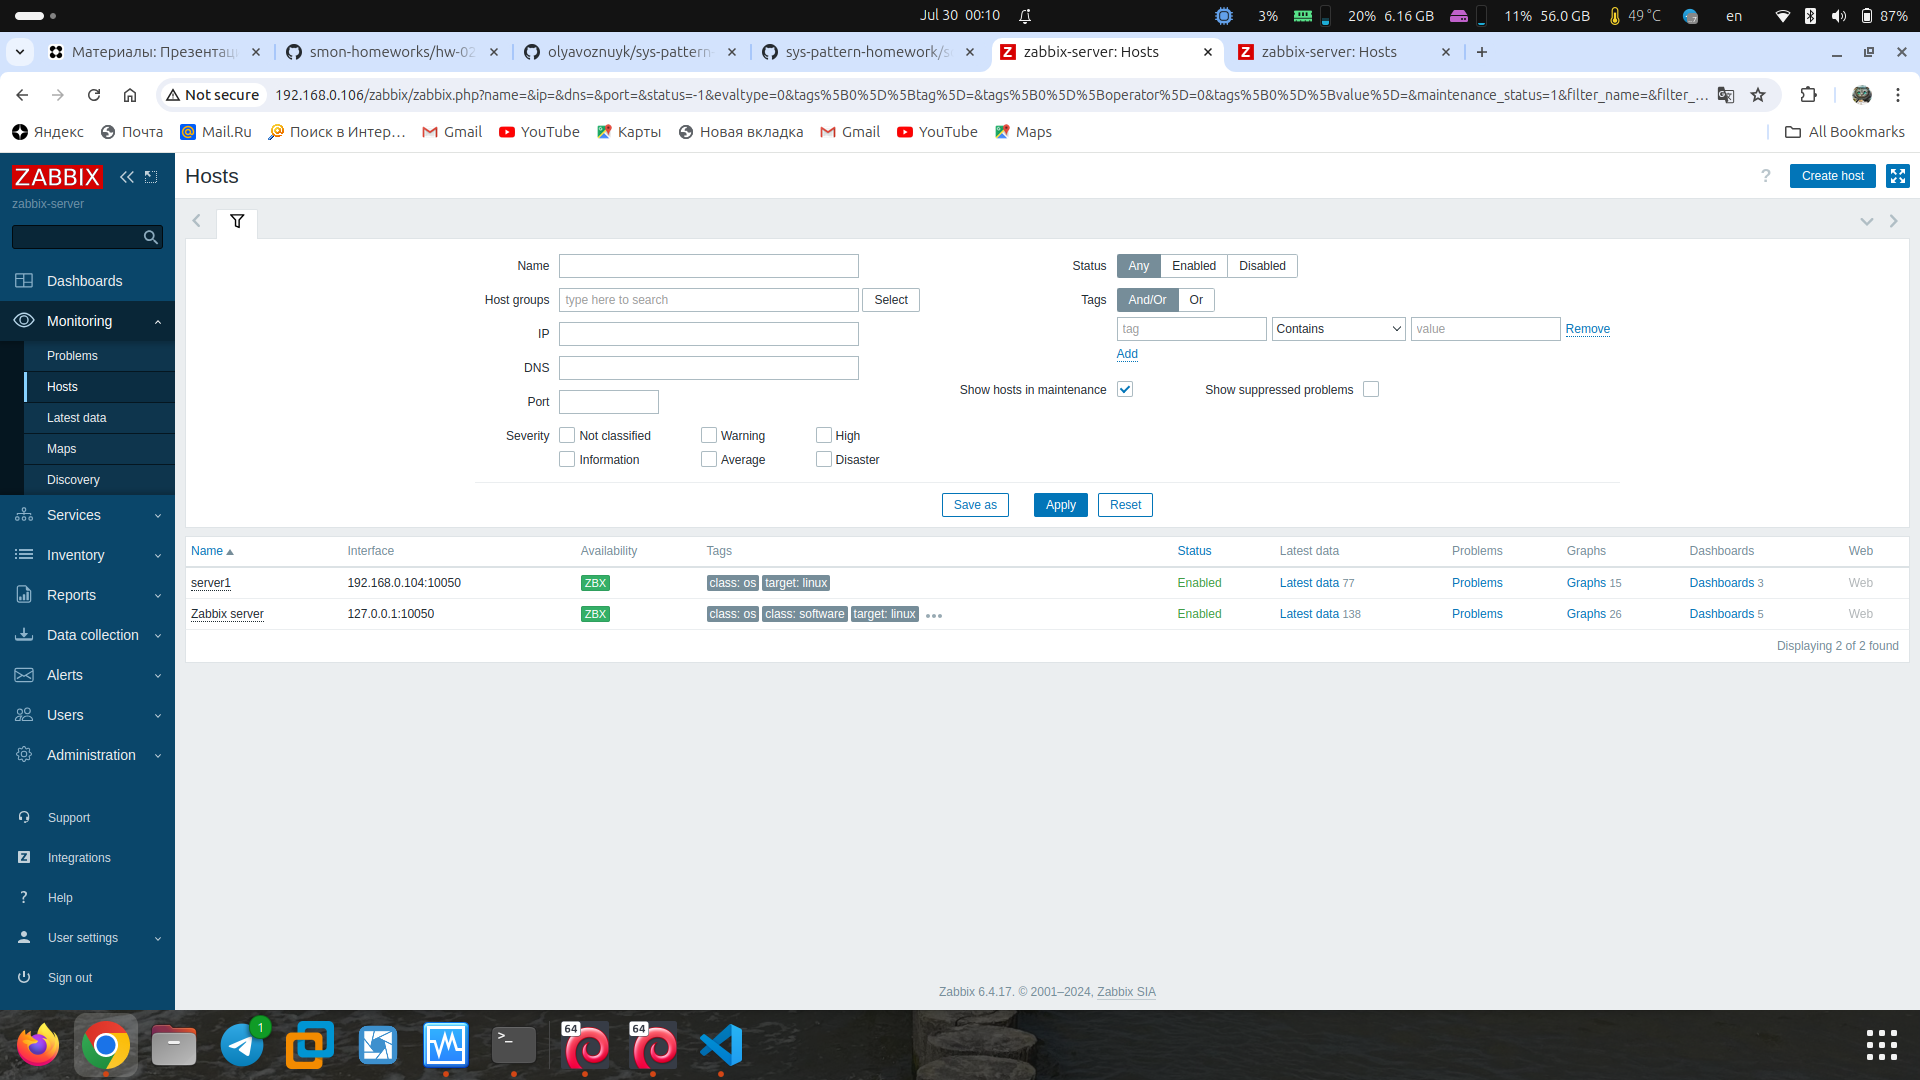 Jul 30 00:10
3% 20% 6.16 GB 11% 56.0 GB 49°C en 87%
Материалы: Презентаци
smon-homeworks/hw-02
olyavoznuyk/sys-pattern-
sys-pattern-homework/s
zabbix-server: Hosts
zabbix-server: Hosts
Not secure
192.168.0.106/zabbix/zabbix.php?name=&ip=&dns=&port=&status=-1&evaltype=0&tags%5B0%5D%5Btag%5D=&tags%5B0%5D%5Boperator%5D=0&tags%5B0%5D%5Bvalue%5D=&maintenance_status=1&filter_name=&filter_...
Яндекс Почта Mail.Ru Поиск в Интер... Gmail YouTube Карты Новая вкладка Gmail YouTube Maps All Bookmarks
ZABBIX
zabbix-server
Dashboards
Monitoring
Problems
Hosts
Latest data
Maps
Discovery
Services
Inventory
Reports
Data collection
Alerts
Users
Administration
Support
Integrations
Help
User settings
Sign out
Hosts
? Create host
Name
Host groups type here to search Select
IP
DNS
Port
Severity Not classified Warning High
Information Average Disaster
Status Any Enabled Disabled
Tags And/Or Or
tag Contains value Remove
Add
Show hosts in maintenance Show suppressed problems
Save as Apply Reset
Name Interface Availability Tags Status Latest data Problems Graphs Dashboards Web
server1 192.168.0.104:10050 ZBX class: os target: linux Enabled Latest data 77 Problems Graphs 15 Dashboards 3 Web
Zabbix server 127.0.0.1:10050 ZBX class: os class: software target: linux ••• Enabled Latest data 138 Problems Graphs 26 Dashboards 5 Web
Displaying 2 of 2 found
Zabbix 6.4.17. © 2001–2024, Zabbix SIA
1
64
64